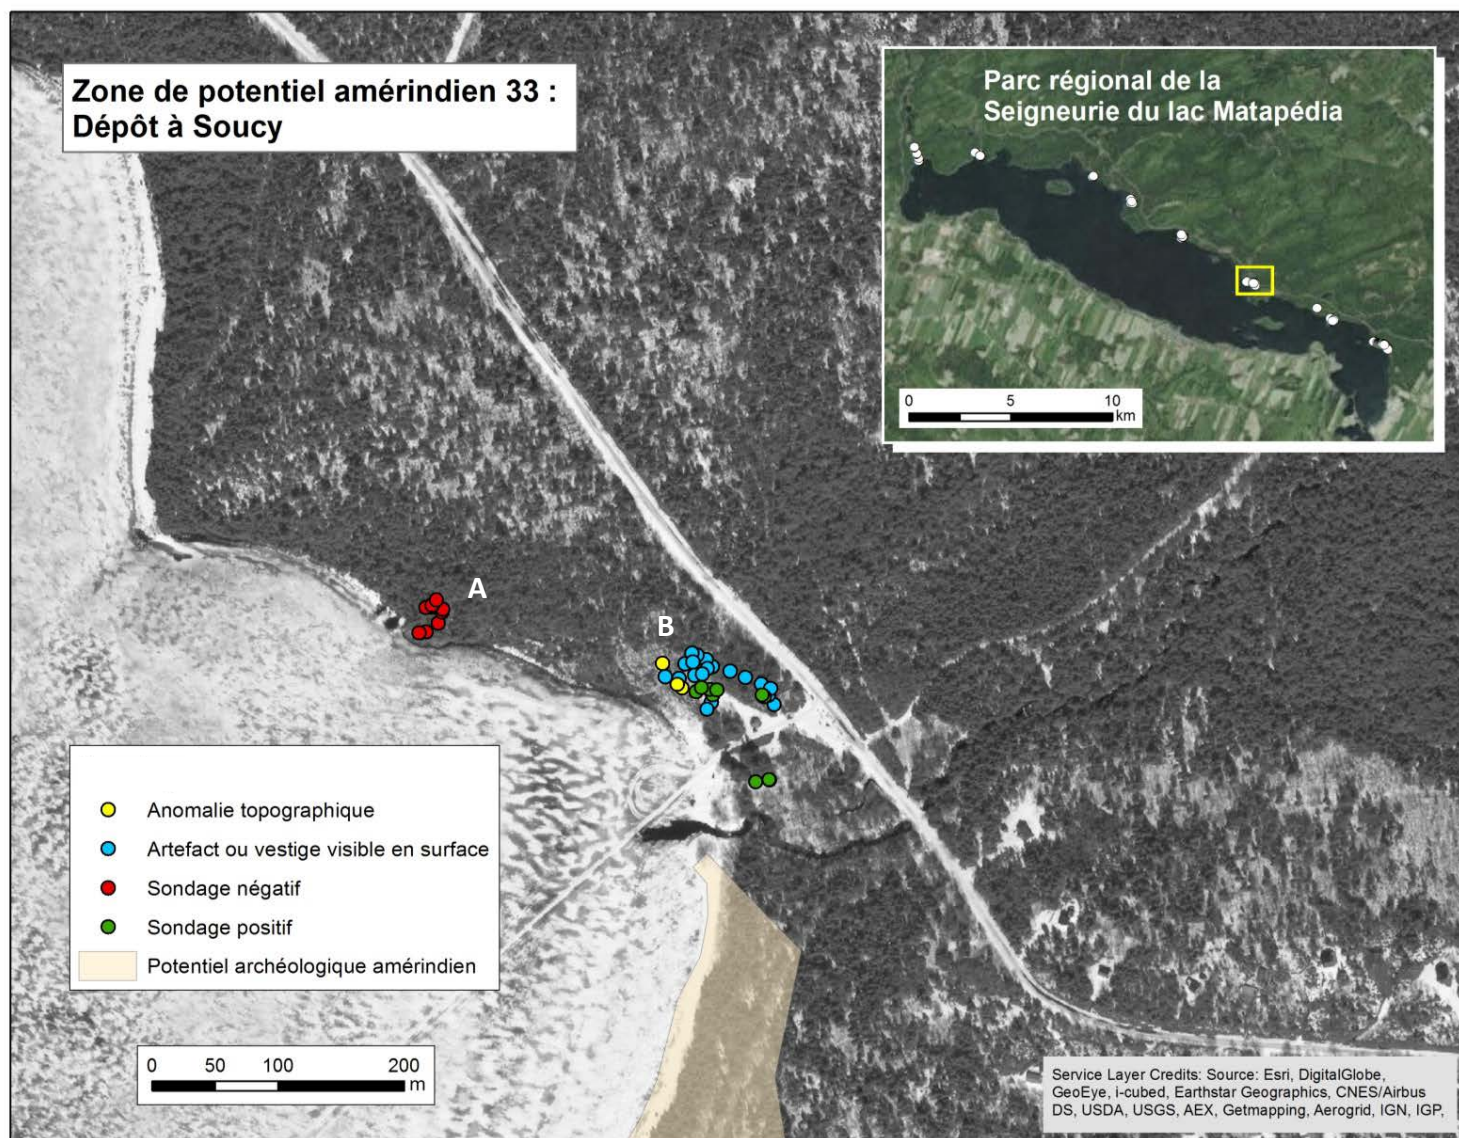 Zone de potentiel amérindien 33 :
Dépôt à Soucy
Parc régional de la
Seigneurie du lac Matapédia
0 5 10
km
A
B
Anomalie topographique
Artefact ou vestige visible en surface
Sondage négatif
Sondage positif
Potentiel archéologique amérindien
0 50 100 200
m
Service Layer Credits: Source: Esri, DigitalGlobe,
GeoEye, i-cubed, Earthstar Geographics, CNES/Airbus
DS, USDA, USGS, AEX, Getmapping, Aerogrid, IGN, IGP,